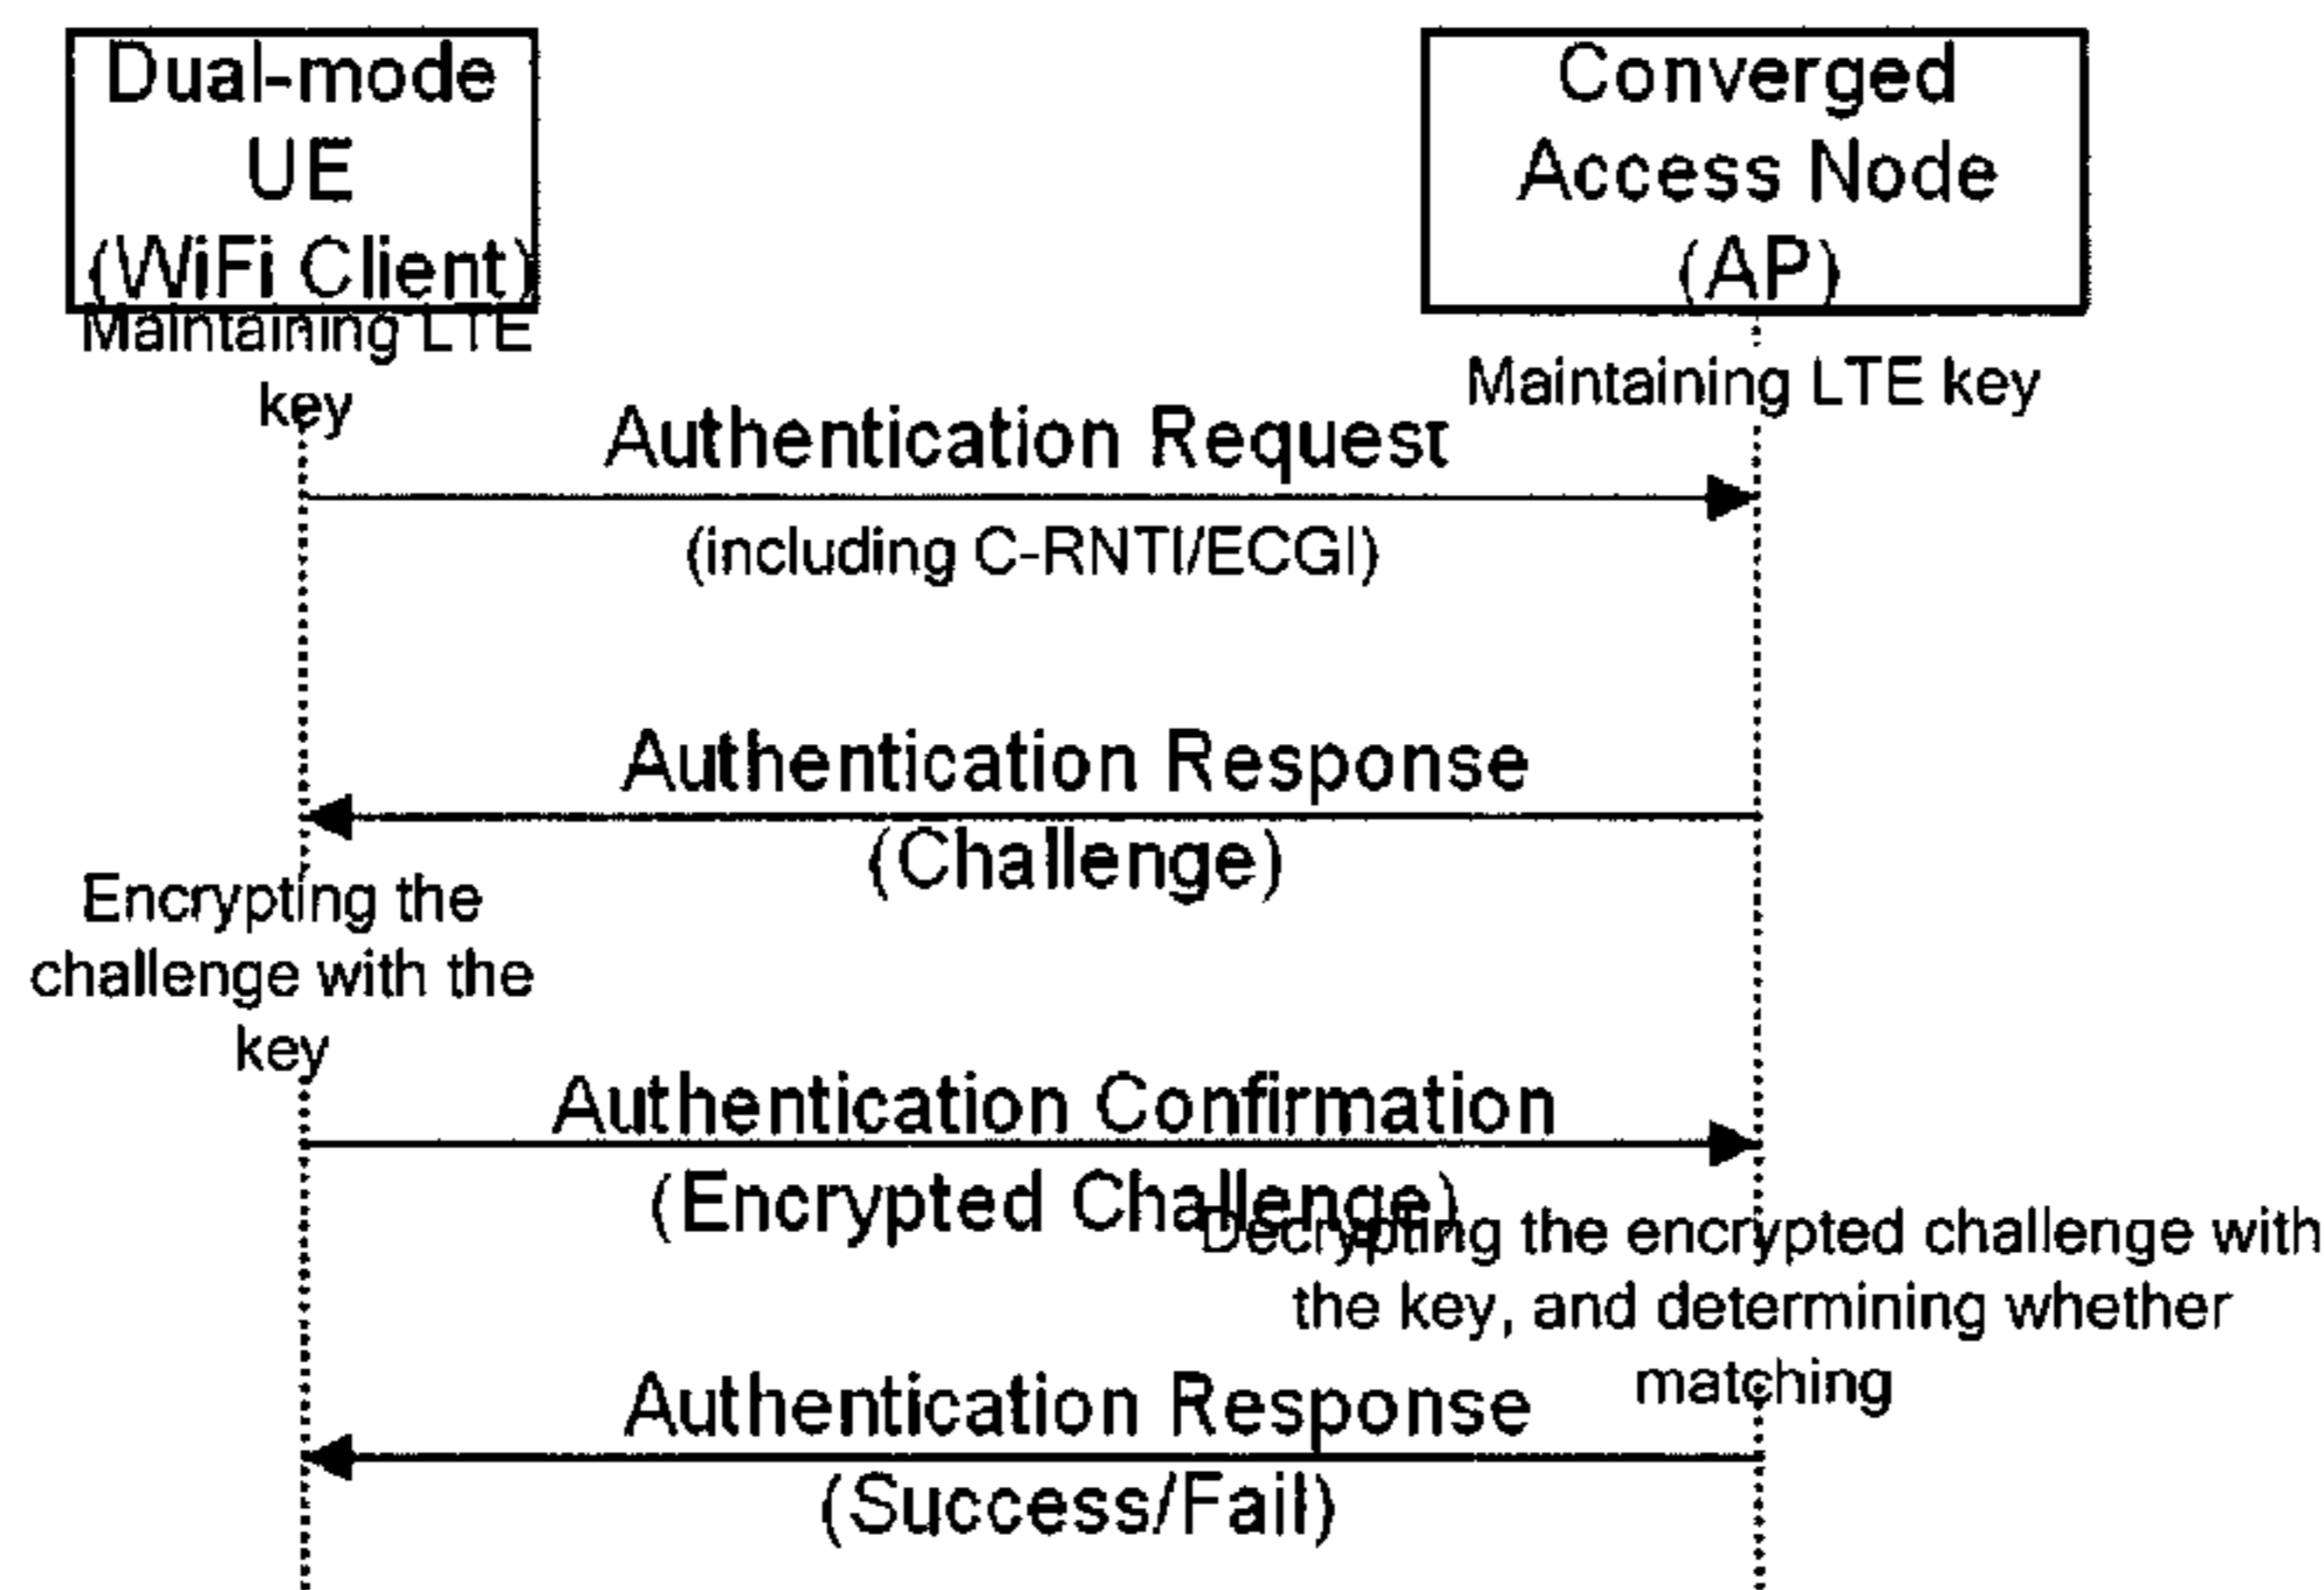 Dual-mode
UE
(WiFi Client)
Converged
Access Node
(AP)
Maintaining LTE
key
Maintaining LTE key
Authentication Request
(including C-RNTI/ECGI)
Authentication Response
(Challenge)
Encrypting the
challenge with the
key
Authentication Confirmation
(Encrypted Challenge)
Decrypting the encrypted challenge with
the key, and determining whether
matching
Authentication Response
(Success/Fail)